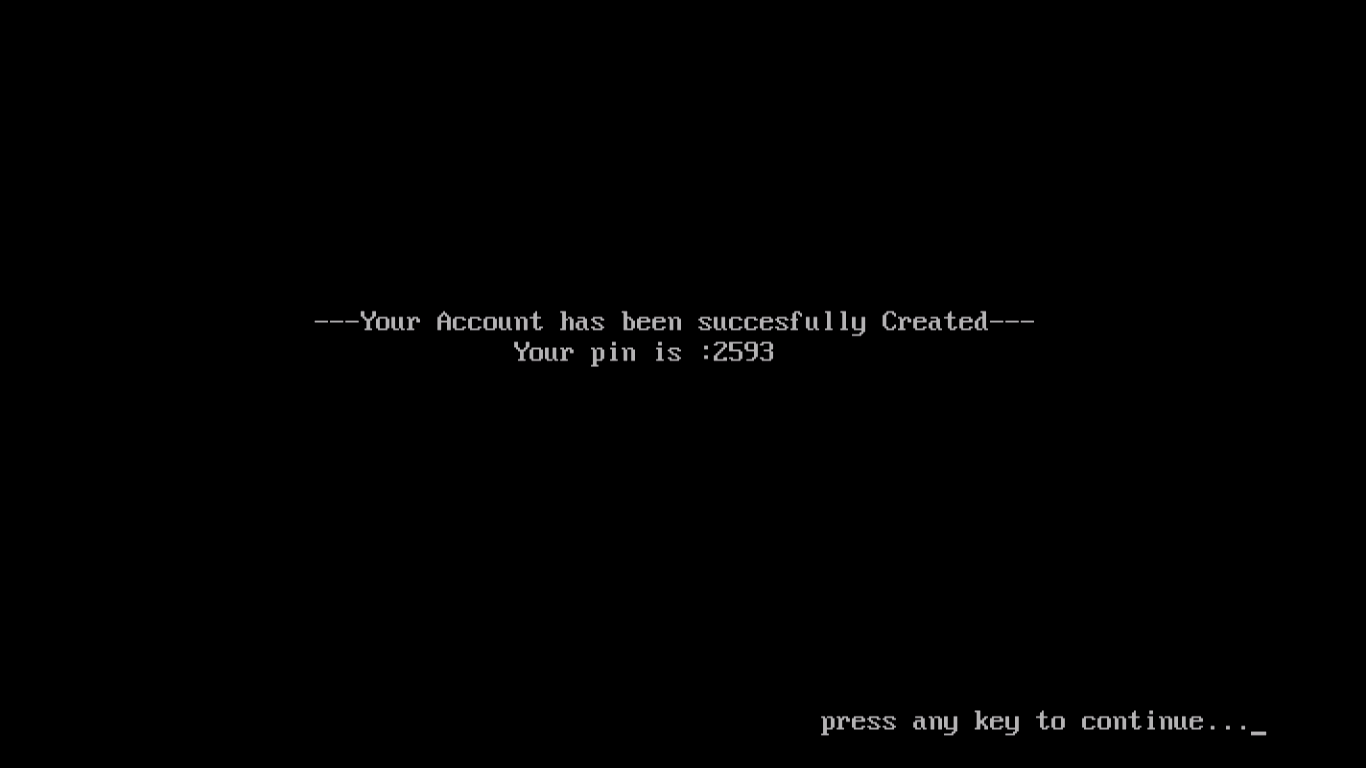 ---Your Account has been succesfully Created---
Your pin is :2593
press any key to continue..._